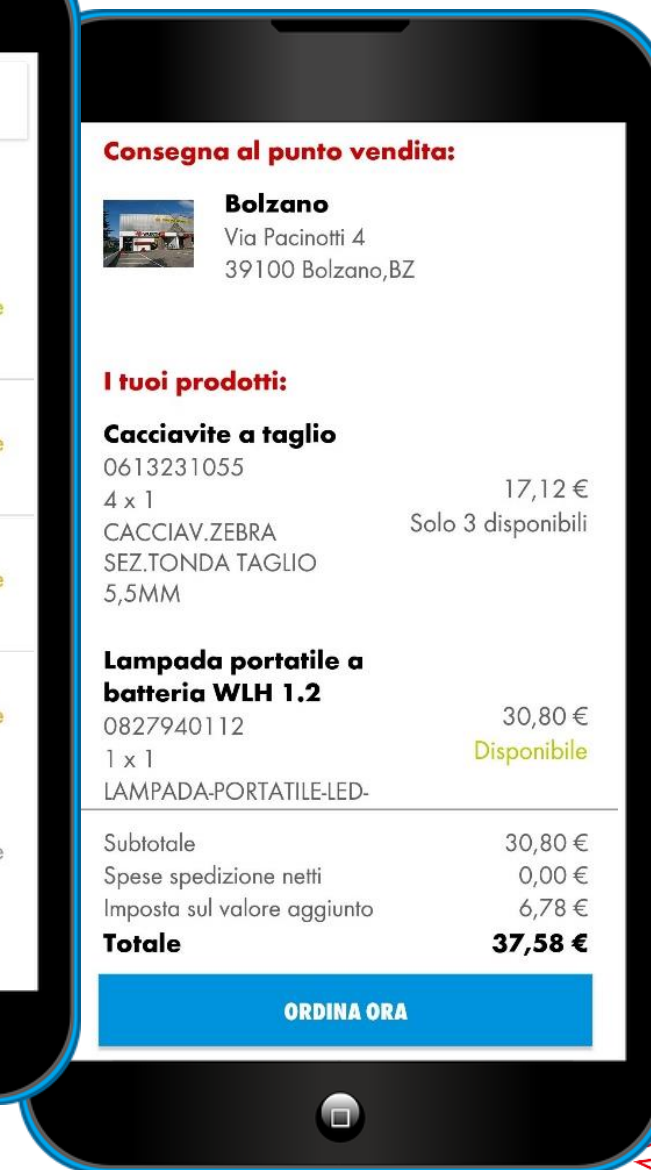 Consegna al punto vendita:
Bolzano
Via Pacinotti 4
39100 Bolzano,BZ
I tuoi prodotti:
Cacciavite a taglio
0613231055
4 x 1
17,12 €
CACCIAV.ZEBRA
Solo 3 disponibili
SEZ.TONDA TAGLIO
5,5MM
Lampada portatile a
batteria WLH 1.2
0827940112
30,80 €
1 x 1
Disponibile
LAMPADA-PORTATILE-LED-
Subtotale 30,80 €
Spese spedizione netti 0,00 €
Imposta sul valore aggiunto 6,78 €
Totale 37,58 €
ORDINA ORA